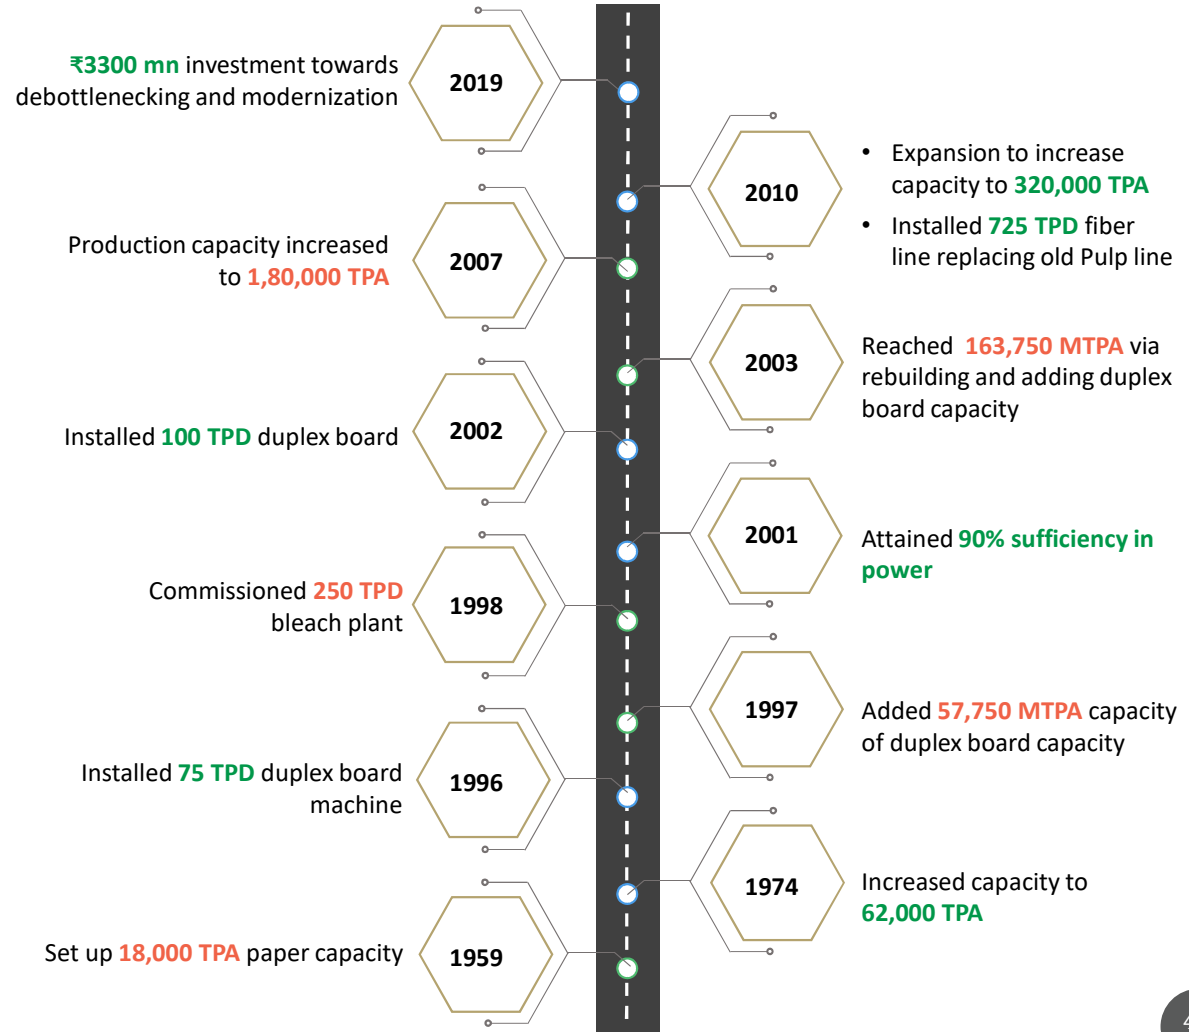 ₹3300 mn investment towards
debottlenecking and modernization
2019
2010
• Expansion to increase
capacity to 320,000 TPA
• Installed 725 TPD fiber
line replacing old Pulp line
Production capacity increased
to 1,80,000 TPA
2007
2003
Reached 163,750 MTPA via
rebuilding and adding duplex
board capacity
Installed 100 TPD duplex board
2002
2001
Attained 90% sufficiency in
power
Commissioned 250 TPD
bleach plant
1998
1997
Added 57,750 MTPA capacity
of duplex board capacity
Installed 75 TPD duplex board
machine
1996
1974
Increased capacity to
62,000 TPA
Set up 18,000 TPA paper capacity
1959